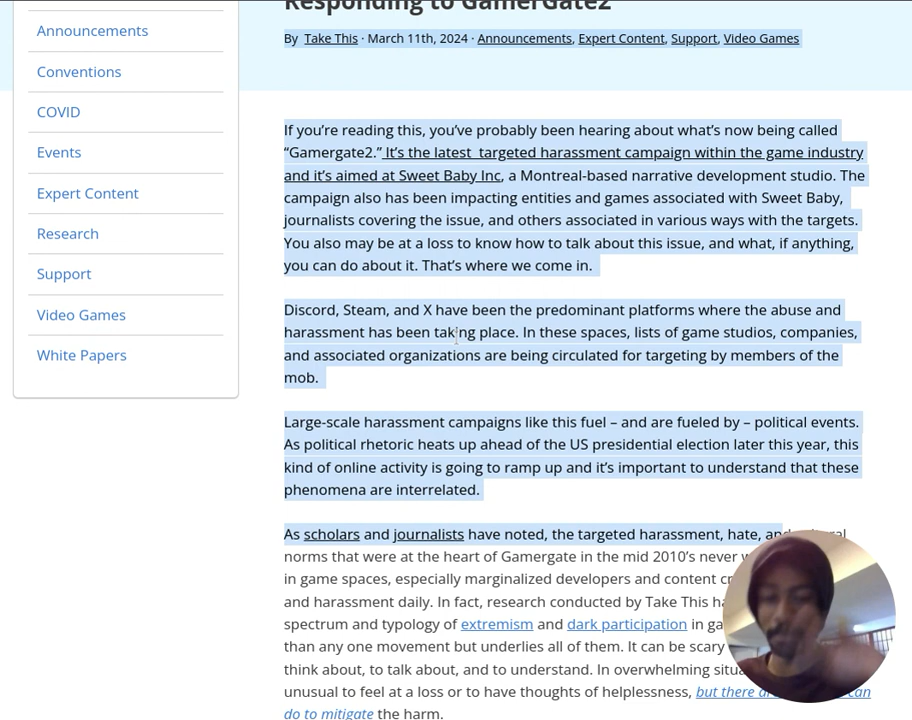 Responding to GamerGate2
By Take This · March 11th, 2024 · Announcements, Expert Content, Support, Video Games
Announcements
Conventions
COVID
Events
Expert Content
Research
Support
Video Games
White Papers
If you’re reading this, you’ve probably been hearing about what’s now being called
“Gamergate2.” It’s the latest  targeted harassment campaign within the game industry
and it’s aimed at Sweet Baby Inc, a Montreal-based narrative development studio. The
campaign also has been impacting entities and games associated with Sweet Baby,
journalists covering the issue, and others associated in various ways with the targets.
You also may be at a loss to know how to talk about this issue, and what, if anything,
you can do about it. That’s where we come in.
Discord, Steam, and X have been the predominant platforms where the abuse and
harassment has been taking place. In these spaces, lists of game studios, companies,
and associated organizations are being circulated for targeting by members of the
mob.
Large-scale harassment campaigns like this fuel – and are fueled by – political events.
As political rhetoric heats up ahead of the US presidential election later this year, this
kind of online activity is going to ramp up and it’s important to understand that these
phenomena are interrelated.
As scholars and journalists have noted, the targeted harassment, hate, and
norms that were at the heart of Gamergate in the mid 2010’s never
in game spaces, especially marginalized developers and content
and harassment daily. In fact, research conducted by Take This
spectrum and typology of extremism and dark participation in
than any one movement but underlies all of them. It can be scary
think about, to talk about, and to understand. In overwhelming
unusual to feel at a loss or to have thoughts of helplessness, but there can
do to mitigate the harm.